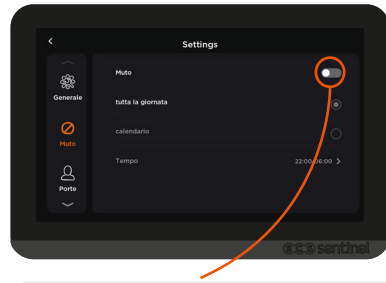 Settings
Muto
Generale
tutta la giornata
Muto
calendario
Tempo
22:00-06:00
Porte
sentinel